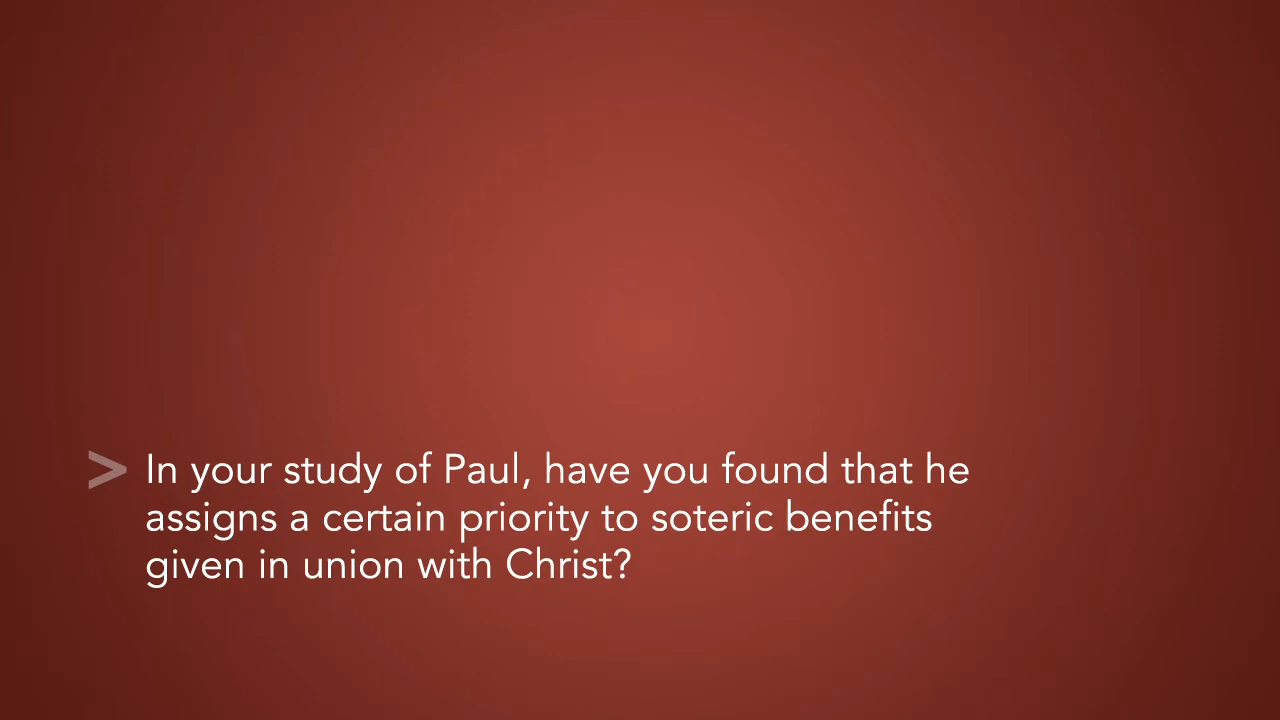 > In your study of Paul, have you found that he
assigns a certain priority to soteric benefits
given in union with Christ?